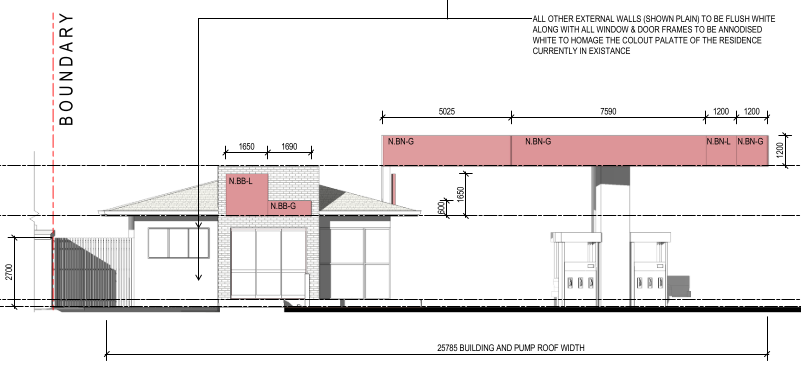 BOUNDARY
ALL OTHER EXTERNAL WALLS (SHOWN PLAIN) TO BE FLUSH WHITE
ALONG WITH ALL WINDOW & DOOR FRAMES TO BE ANNODISED
WHITE TO HOMAGE THE COLOUT PALATTE OF THE RESIDENCE
CURRENTLY IN EXISTANCE
5025 7590 1200 1200
N.BN-G N.BN-G N.BN-L N.BN-G
1200
1650 1690
N.BB-L
N.BB-G
600
1650
2700
25785 BUILDING AND PUMP ROOF WIDTH